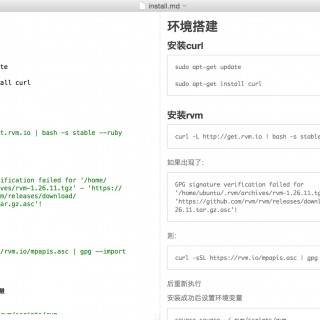 install.md
环境搭建
安装curl
sudo apt-get update
sudo apt-get install curl
安装rvm
curl -L http://get.rvm.io | bash -s stable
如果出现了：
GPG signature verification failed for
'/home/ubuntu/.rvm/archives/rvm-1.26.11.tg
'https://github.com/rvm/rvm/releases/downl
26.11.tar.gz.asc'!
则：
curl -sSL https://rvm.io/mpapis.asc | gpg
后重新执行
安装成功后设置环境变量
ate
all curl
et.rvm.io | bash -s stable --ruby
ification failed for '/home/
ves/rvm-1.26.11.tgz' - 'https://
m/rvm/releases/download/
ar.gz.asc'!
/rvm.io/mpapis.asc | gpg --import
量